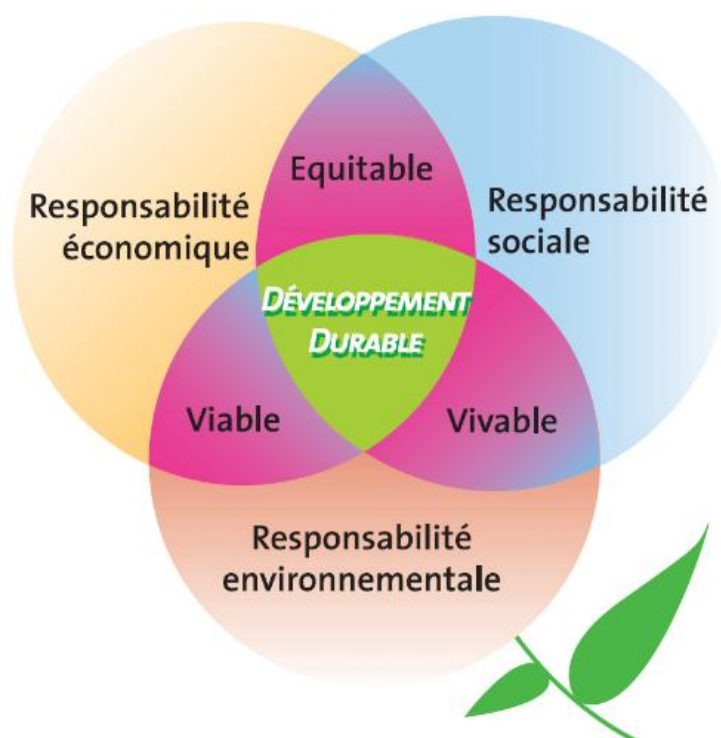 Equitable
Responsabilité
économique
Responsabilité
sociale
DÉVELOPPEMENT
DURABLE
Viable
Vivable
Responsabilité
environnementale